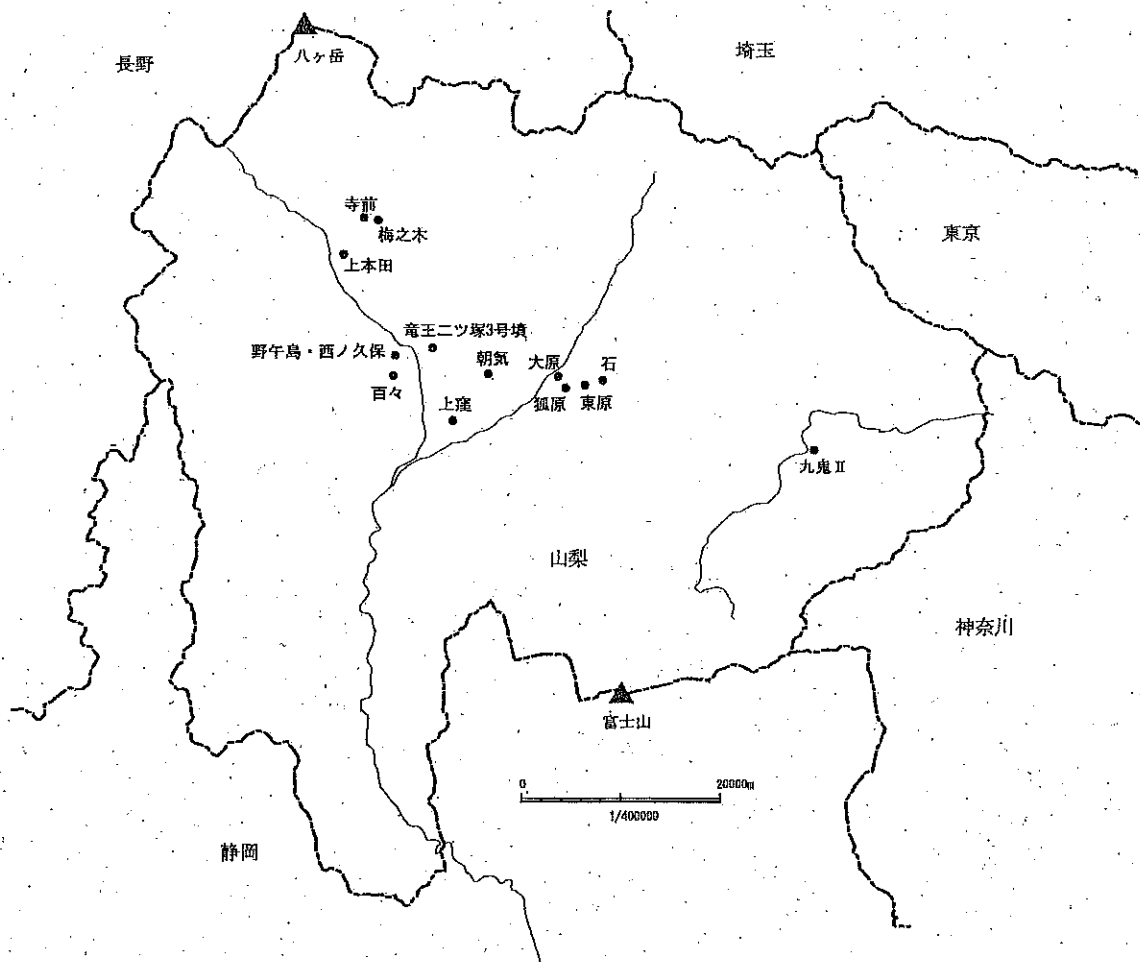 埼玉
八ヶ岳
長野
寺前
梅之木
東京
上本田
竜王二ツ塚3号墳
野牛島・西ノ久保
朝気
大原
石
百々
狐原
東原
上窪
九鬼Ⅱ
山梨
神奈川
富士山
0
20000m
1/400000
静岡